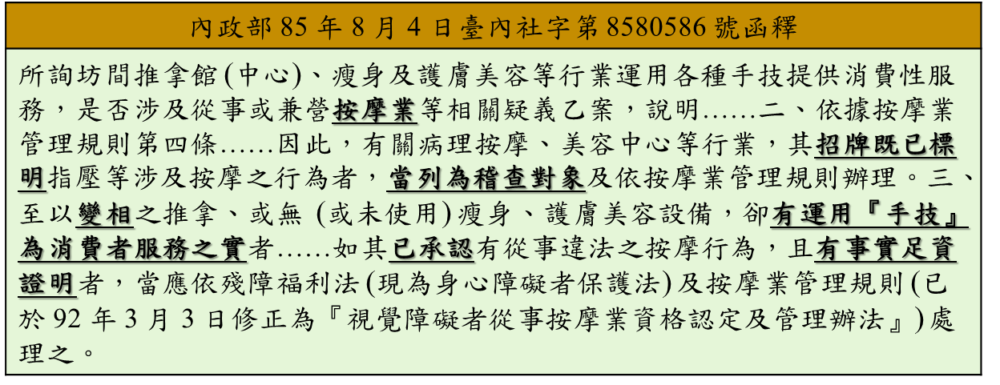 內政部 85 年 8 月 4 日臺內社字第 8580586 號函釋
所詢坊間推拿館(中心)、瘦身及護膚美容等行業運用各種手技提供消費性服
務，是否涉及從事或兼營按摩業等相關疑義乙案，說明......二、依據按摩業
管理規則第四條......因此，有關病理按摩、美容中心等行業，其招牌既已標
明指壓等涉及按摩之行為者，當列為稽查對象及依按摩業管理規則辦理。三、
至以變相之推拿、或無 (或未使用)瘦身、護膚美容設備，卻有運用『手技』
為消費者服務之實者......如其已承認有從事違法之按摩行為，且有事實足資
證明者，當應依殘障福利法(現為身心障礙者保護法)及按摩業管理規則(已
於 92 年 3 月 3 日修正為『視覺障礙者從事按摩業資格認定及管理辦法』)處
理之。